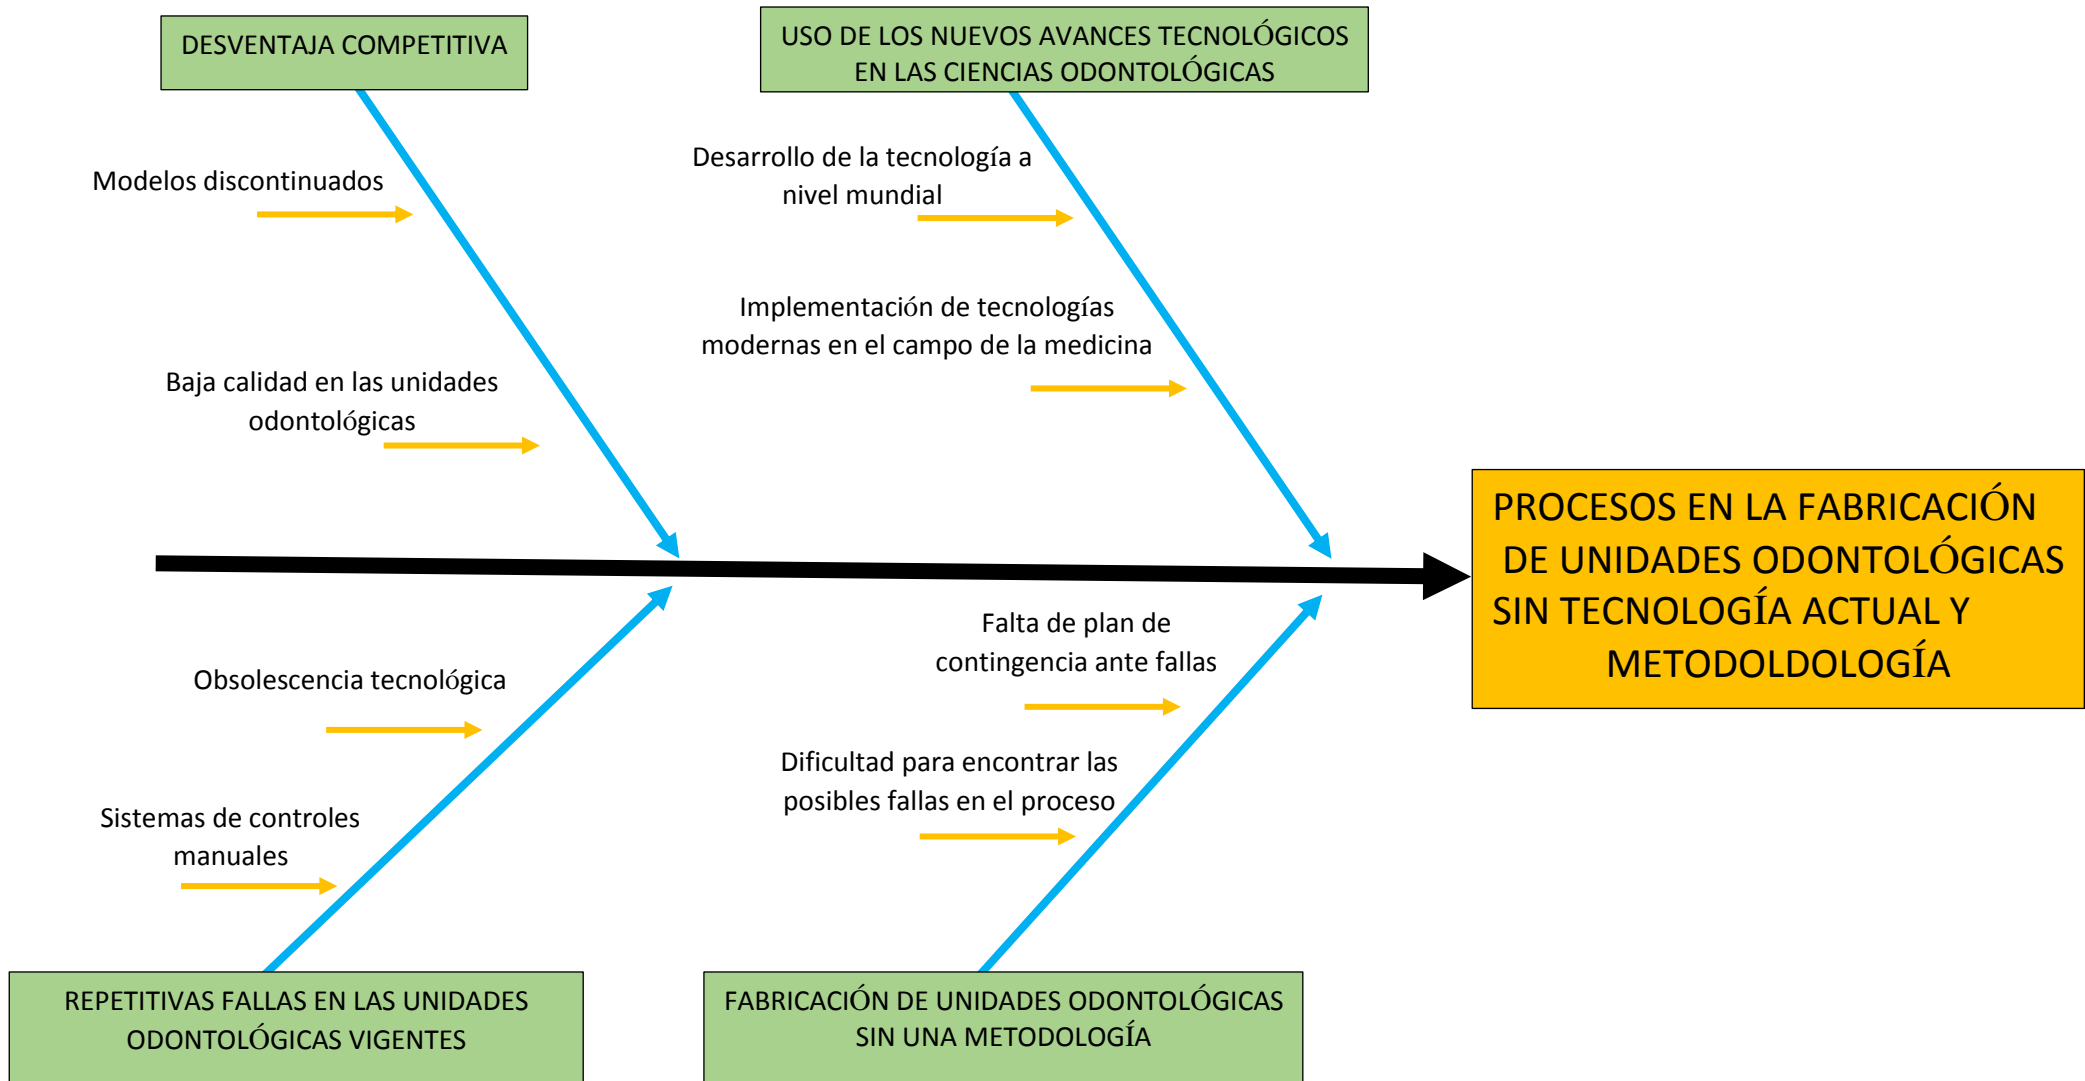 DESVENTAJA COMPETITIVA
USO DE LOS NUEVOS AVANCES TECNOLÓGICOS
EN LAS CIENCIAS ODONTOLÓGICAS
Modelos discontinuados
Desarrollo de la tecnología a
nivel mundial
Baja calidad en las unidades
odontológicas
Implementación de tecnologías
modernas en el campo de la medicina
PROCESOS EN LA FABRICACIÓN
DE UNIDADES ODONTOLÓGICAS
SIN TECNOLOGÍA ACTUAL Y
METODOLDOLOGÍA
Obsolescencia tecnológica
Falta de plan de
contingencia ante fallas
Sistemas de controles
manuales
Dificultad para encontrar las
posibles fallas en el proceso
REPETITIVAS FALLAS EN LAS UNIDADES
ODONTOLÓGICAS VIGENTES
FABRICACIÓN DE UNIDADES ODONTOLÓGICAS
SIN UNA METODOLOGÍA